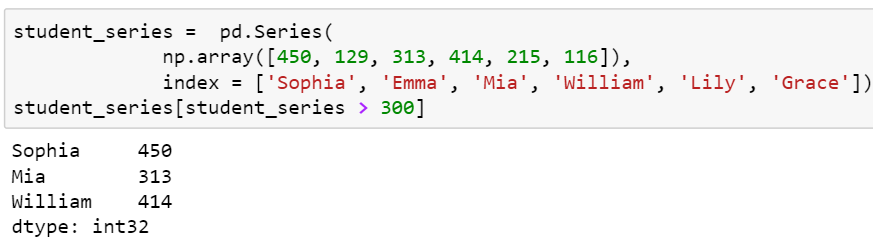 student_series =  pd.Series(
            np.array([450, 129, 313, 414, 215, 116]),
            index = ['Sophia', 'Emma', 'Mia', 'William', 'Lily', 'Grace'])
student_series[student_series > 300]
Sophia     450
Mia        313
William    414
dtype: int32